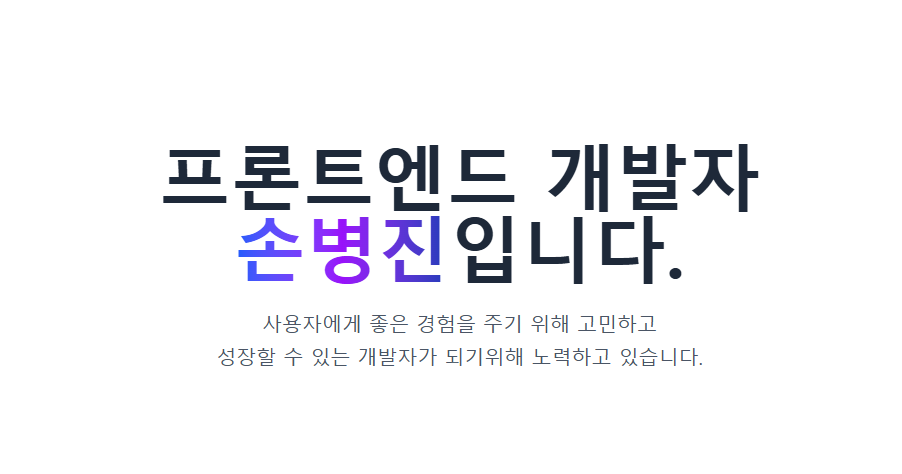 프론트엔드 개발자
손병진입니다.
사용자에게 좋은 경험을 주기 위해 고민하고
성장할 수 있는 개발자가 되기위해 노력하고 있습니다.